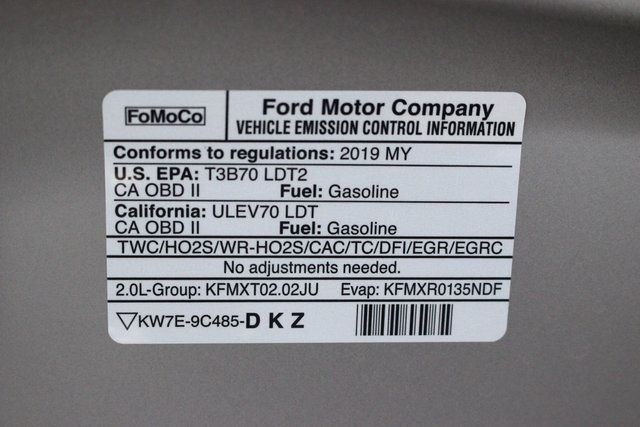 FoMoCo
Ford Motor Company
VEHICLE EMISSION CONTROL INFORMATION
Conforms to regulations: 2019 MY
U.S. EPA: T3B70 LDT2
CA OBD II Fuel: Gasoline
California: ULEV70 LDT
CA OBD II Fuel: Gasoline
TWC/HO2S/WR-HO2S/CAC/TC/DFI/EGR/EGRC
No adjustments needed.
2.0L-Group: KFMXT02.02JU Evap: KFMXR0135NDF
KW7E-9C485-DKZ